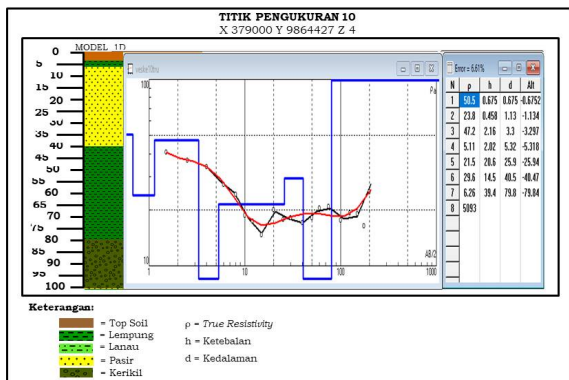 TITIK PENGUKURAN 10
X 379000 Y 9864427 Z 4
MODEL 1D
0
5
10
15
20
25
30
35
40
45
50
55
60
65
70
75
80
85
90
95
100
100
Pa
10
1
10
100
1000
AB/2
Error = 6.61%
N ρ h d Alt
1 50.5 0.675 0.675 -0.6752
2 23.8 0.458 1.13 -1.134
3 47.2 2.16 3.3 -3.297
4 5.11 2.02 5.32 -5.318
5 21.5 20.6 25.9 -25.94
6 29.6 14.5 40.5 -40.47
7 6.26 39.4 79.8 -79.84
8 5093
Keterangan:
= Top Soil
= Lempung
= Lanau
= Pasir
= Kerikil
ρ = True Resistivity
h = Ketebalan
d = Kedalaman